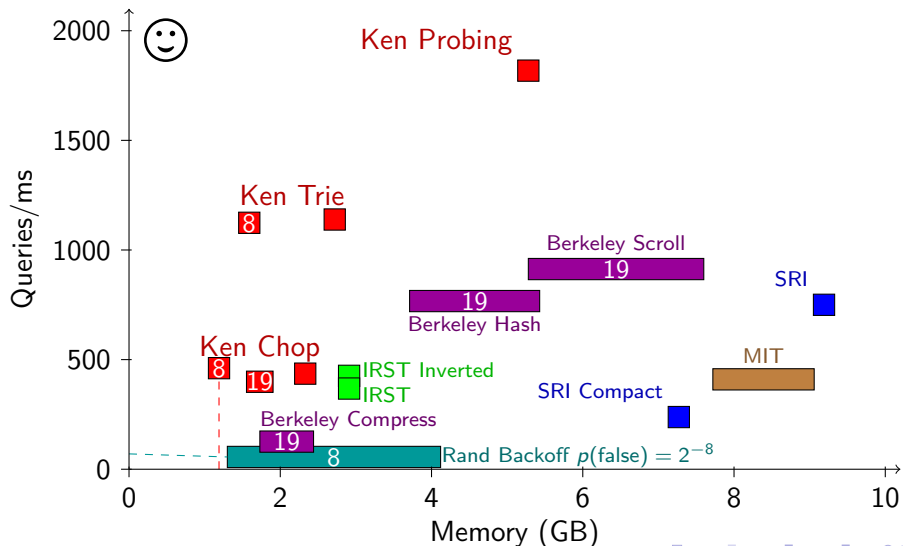 2000
Ken Probing
1500
Ken Trie
8
Queries/ms
1000
Berkeley Scroll
19
SRI
19
Berkeley Hash
500
Ken Chop
8
19
IRST Inverted
IRST
MIT
SRI Compact
Berkeley Compress
19
8
Rand Backoff p(false) = 2⁻⁸
0
0 2 4 6 8 10
Memory (GB)